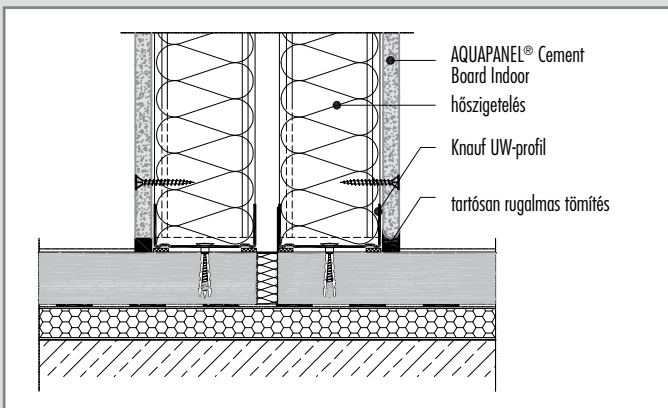 AQUAPANEL® Cement
Board Indoor
hőszigetelés
Knauf UW-profil
tartósan rugalmas tömítés